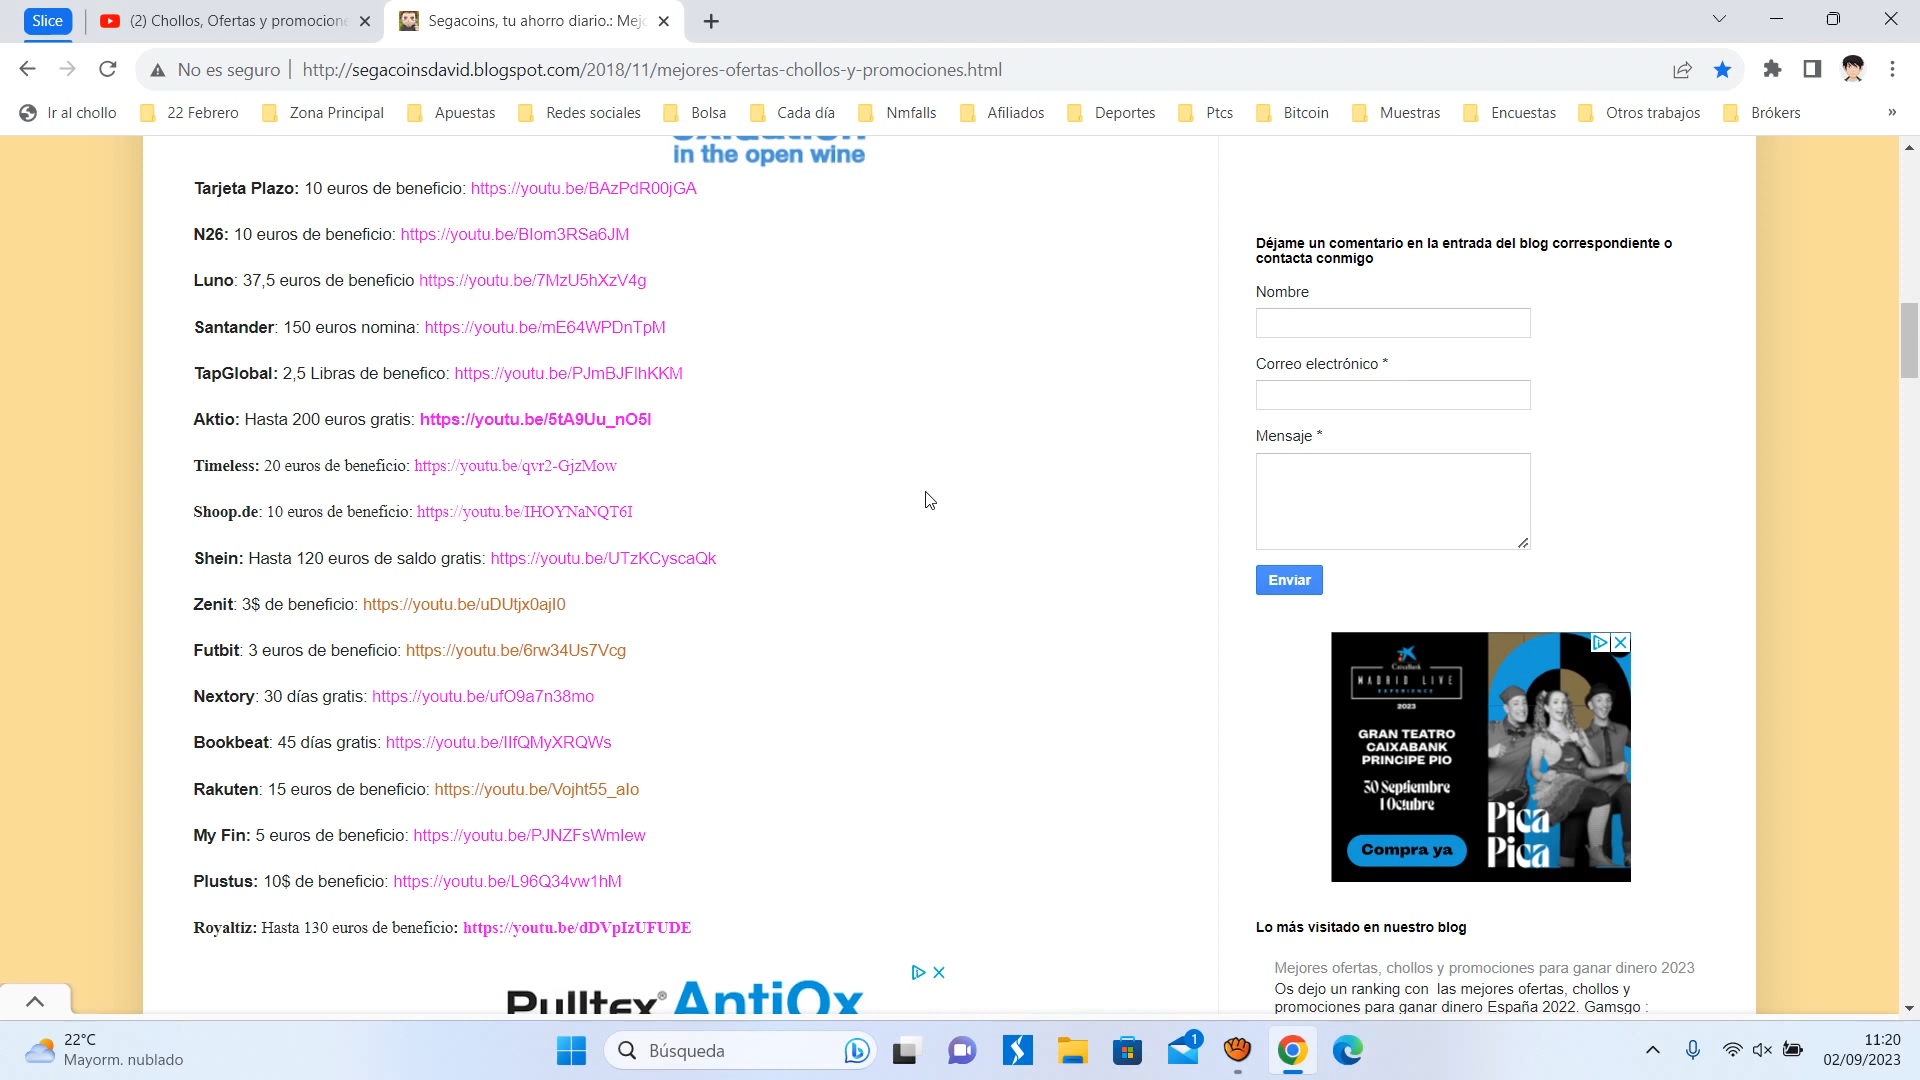 Slice
(2) Chollos, Ofertas y promocione
Segacoins, tu ahorro diario.: Mej
No es seguro
http://segacoinsdavid.blogspot.com/2018/11/mejores-ofertas-chollos-y-promociones.html
Ir al chollo
22 Febrero
Zona Principal
Apuestas
Redes sociales
Bolsa
Cada día
Nmfalls
Afiliados
Deportes
Ptcs
Bitcoin
Muestras
Encuestas
Otros trabajos
Brókers
»
oxidation
in the open wine
Tarjeta Plazo: 10 euros de beneficio: https://youtu.be/BAzPdR00jGA
N26: 10 euros de beneficio: https://youtu.be/BIom3RSa6JM
Luno: 37,5 euros de beneficio https://youtu.be/7MzU5hXzV4g
Santander: 150 euros nomina: https://youtu.be/mE64WPDnTpM
TapGlobal: 2,5 Libras de benefico: https://youtu.be/PJmBJFIhKKM
Aktio: Hasta 200 euros gratis: https://youtu.be/5tA9Uu_nO5I
Timeless: 20 euros de beneficio: https://youtu.be/qvr2-GjzMow
Shoop.de: 10 euros de beneficio: https://youtu.be/IHOYNaNQT6I
Shein: Hasta 120 euros de saldo gratis: https://youtu.be/UTzKCyscaQk
Zenit: 3$ de beneficio: https://youtu.be/uDUtjx0ajI0
Futbit: 3 euros de beneficio: https://youtu.be/6rw34Us7Vcg
Nextory: 30 días gratis: https://youtu.be/ufO9a7n38mo
Bookbeat: 45 días gratis: https://youtu.be/IIfQMyXRQWs
Rakuten: 15 euros de beneficio: https://youtu.be/Vojht55_aIo
My Fin: 5 euros de beneficio: https://youtu.be/PJNZFsWmIew
Plustus: 10$ de beneficio: https://youtu.be/L96Q34vw1hM
Royaltiz: Hasta 130 euros de beneficio: https://youtu.be/dDVpIzUFUDE
Pulltex® AntiOx
Déjame un comentario en la entrada del blog correspondiente o
contacta conmigo
Nombre
Correo electrónico *
Mensaje *
Enviar
CaixaBank
MADRID LIVE
EXPERIENCE
2023
GRAN TEATRO
CAIXABANK
PRINCIPE PIO
30 Septiembre
1 Octubre
Compra ya
Pica
Pica
Lo más visitado en nuestro blog
Mejores ofertas, chollos y promociones para ganar dinero 2023
Os dejo un ranking con las mejores ofertas, chollos y
promociones para ganar dinero España 2022. Gamsgo :
22°C
Mayorm. nublado
Búsqueda
1
11:20
02/09/2023